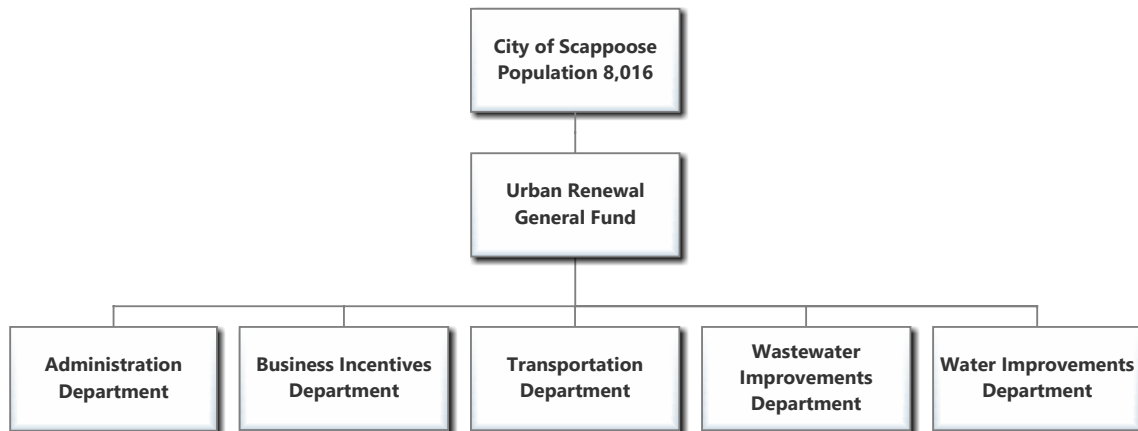 City of Scappoose
Population 8,016
Urban Renewal
General Fund
Administration
Department
Business Incentives
Department
Transportation
Department
Wastewater
Improvements
Department
Water Improvements
Department